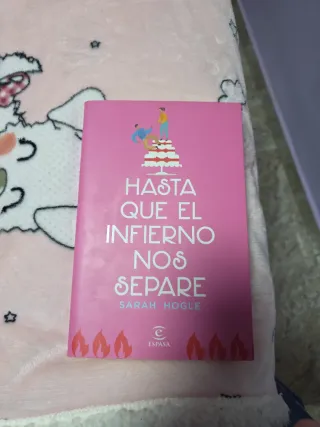 HASTA
QUE EL
INFIERNO
NOS
SEPARE
SARAH HOGLE
ESPASA